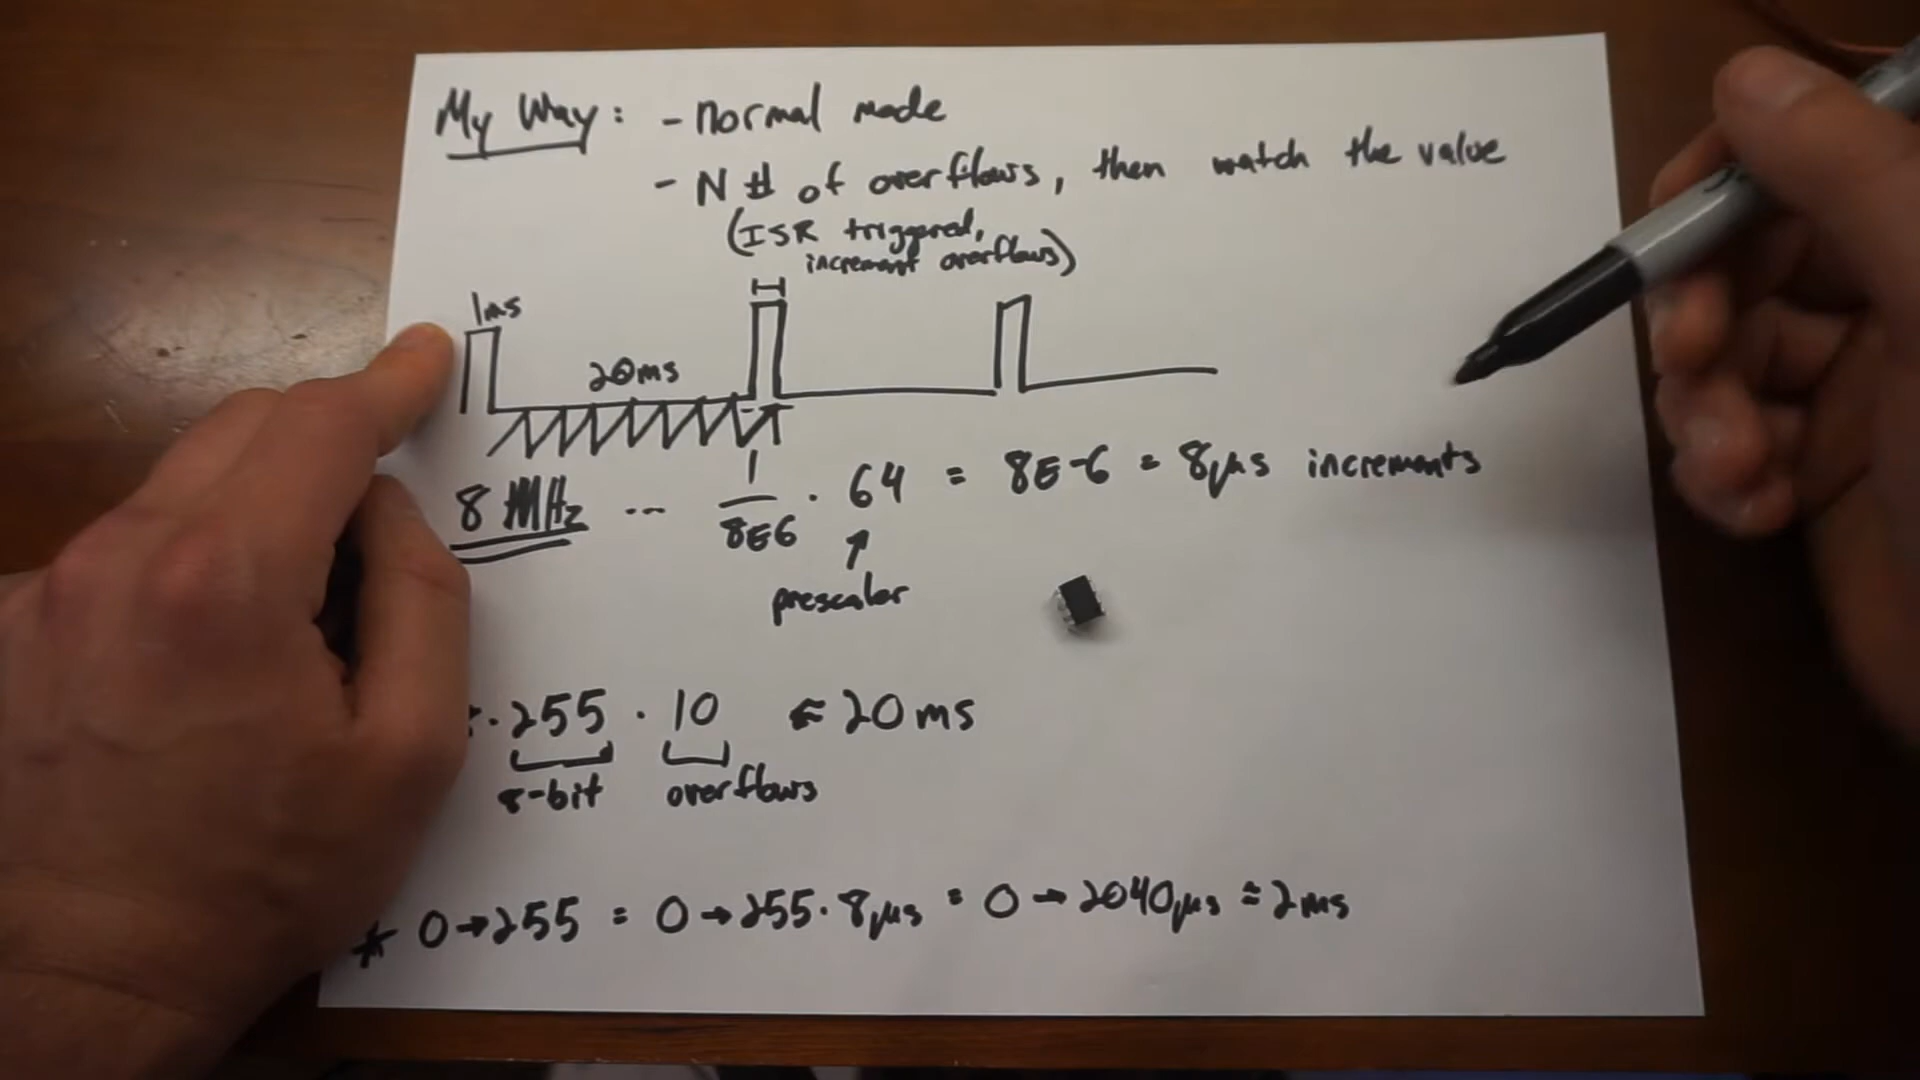 My Way: - normal mode
- N # of overflows, then watch the value
(ISR triggered,
increment overflows)
1ms
20ms
8 MHz ... 1/8E6 · 64 = 8E-6 = 8µs increments
prescaler
· 255 · 10 ≈ 20ms
8-bit overflows
* 0→255 = 0→255·8µs = 0→2040µs ≈ 2ms